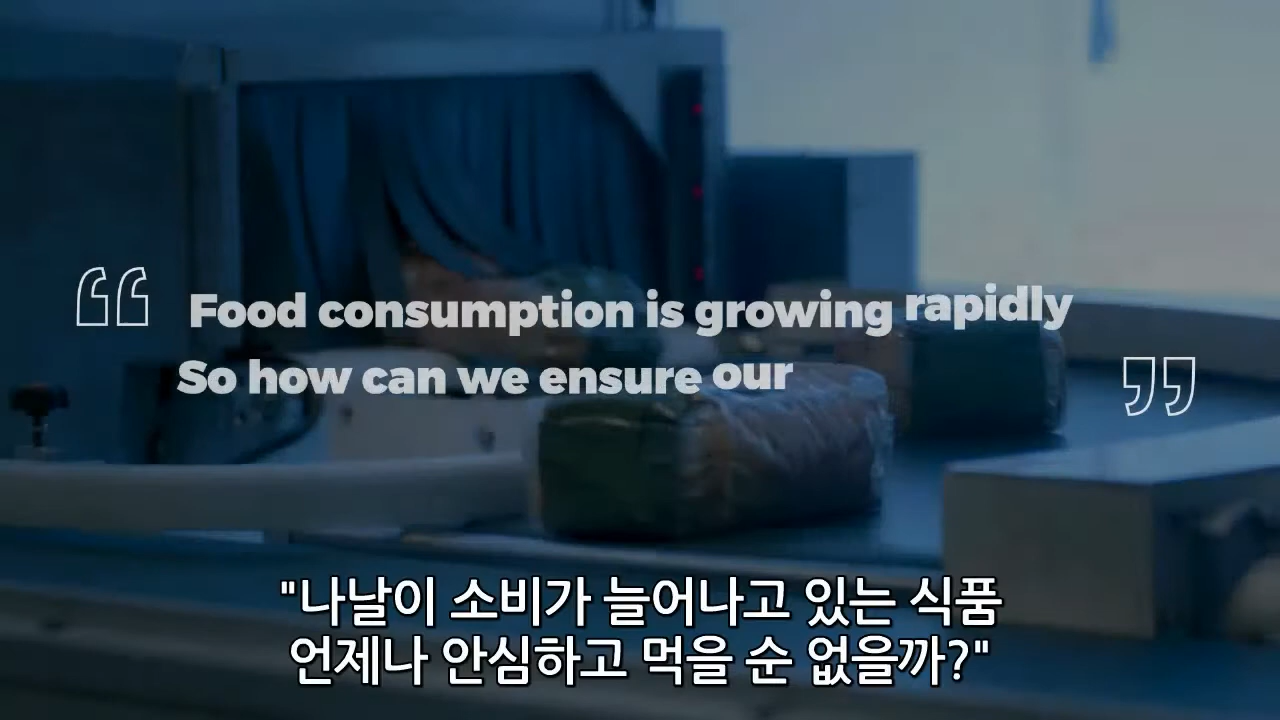 “ Food consumption is growing rapidly
So how can we ensure our ”
"나날이 소비가 늘어나고 있는 식품
언제나 안심하고 먹을 순 없을까?"